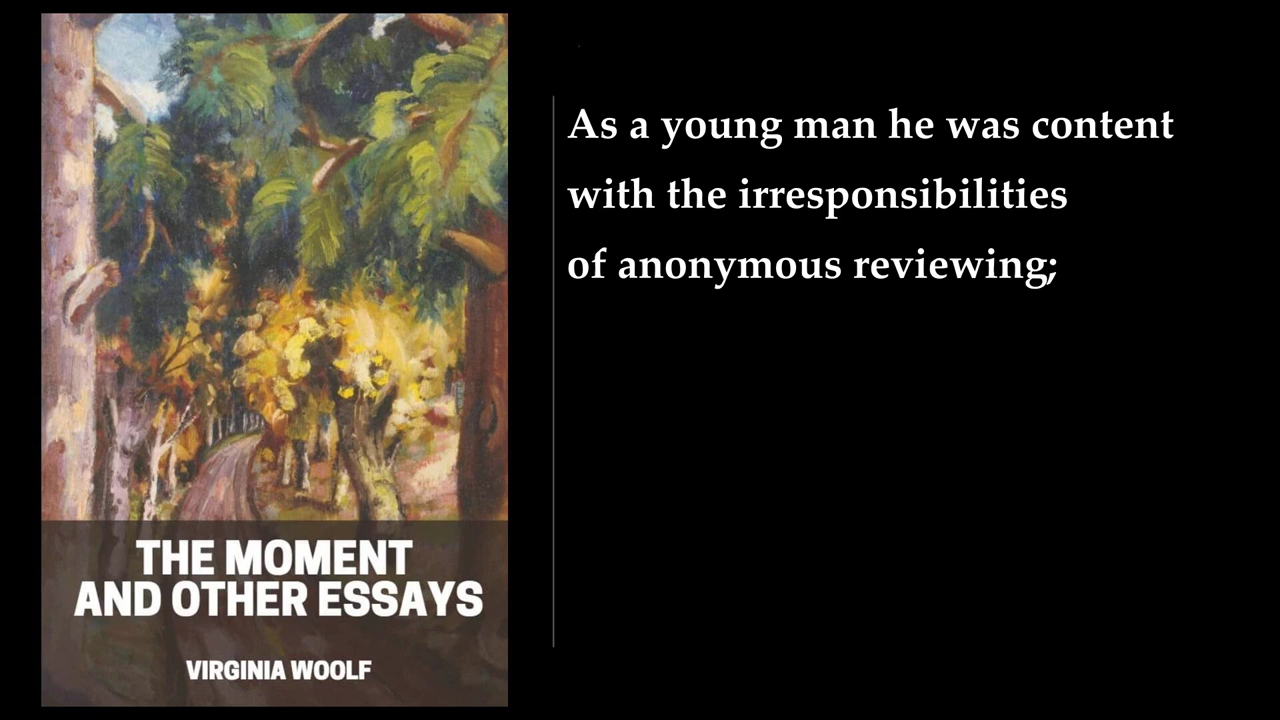 THE MOMENT
AND OTHER ESSAYS
VIRGINIA WOOLF
As a young man he was content
with the irresponsibilities
of anonymous reviewing;